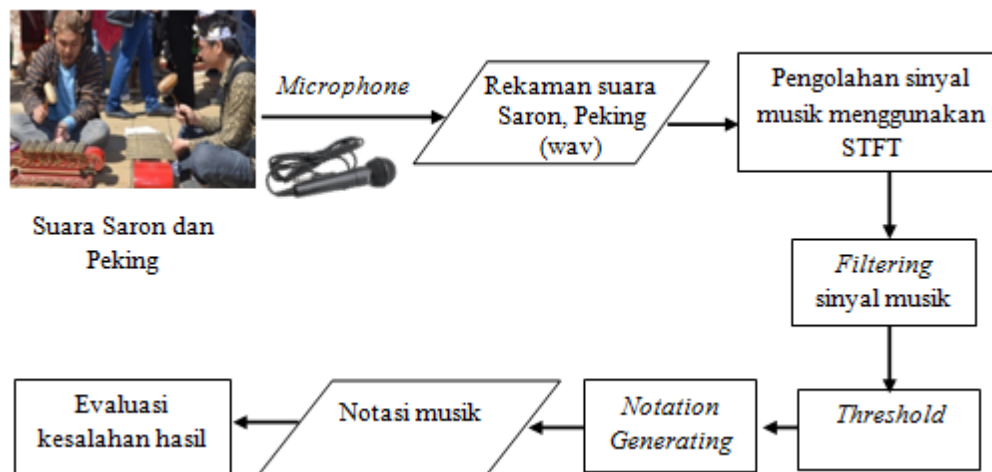 Suara Saron dan
Peking
Microphone
Rekaman suara
Saron, Peking
(wav)
Pengolahan sinyal
musik menggunakan
STFT
Filtering
sinyal musik
Threshold
Notation
Generating
Notasi musik
Evaluasi
kesalahan hasil